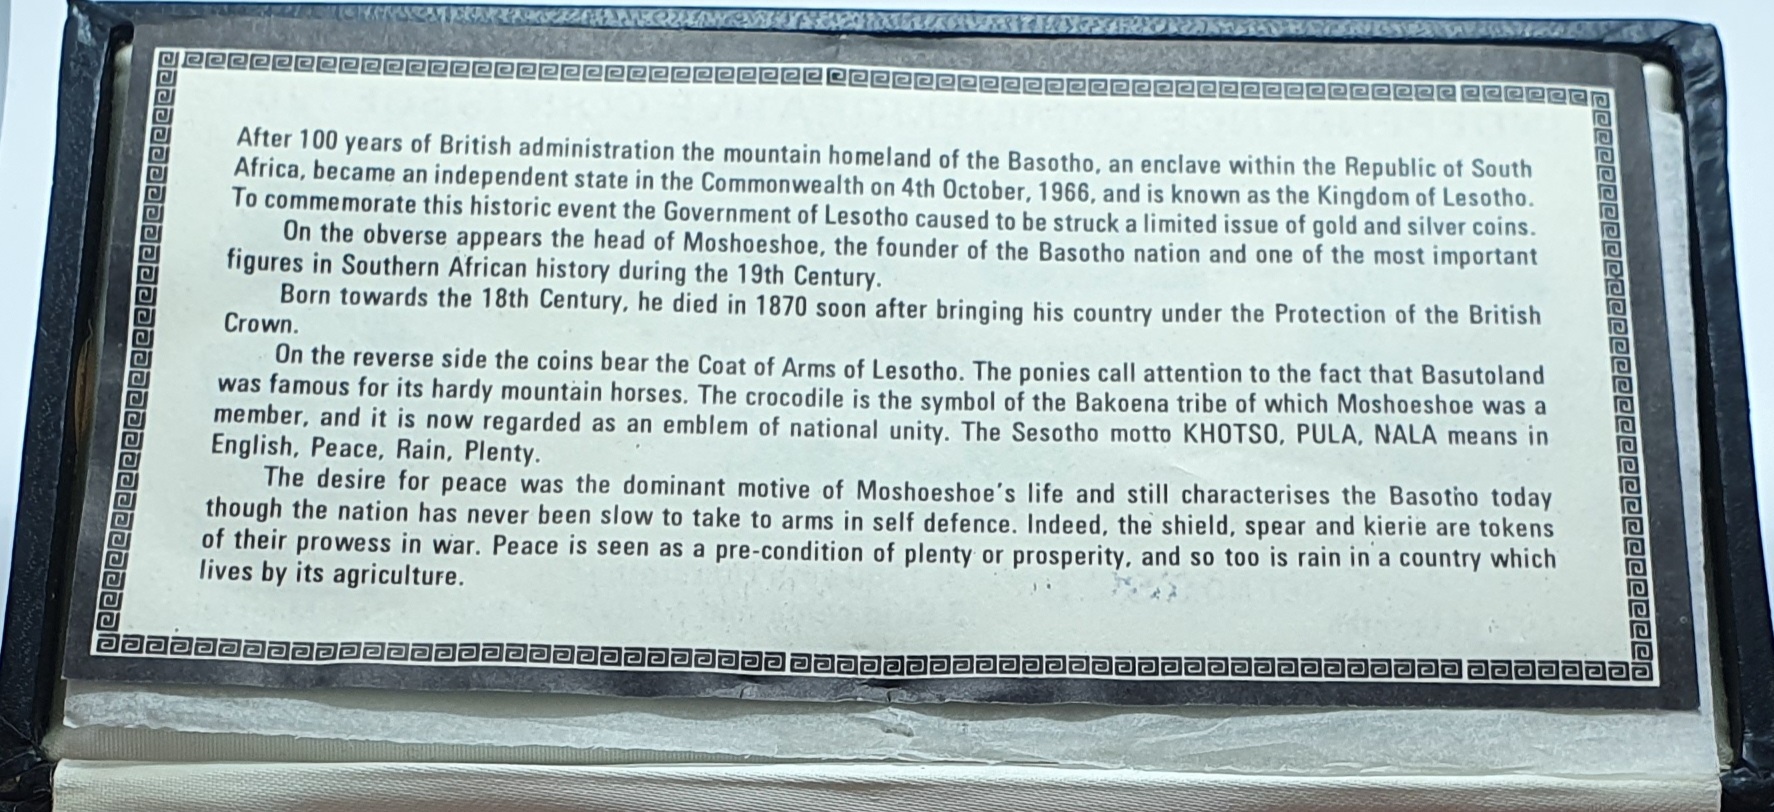 After 100 years of British administration the mountain homeland of the Basotho, an enclave within the Republic of South
Africa, became an independent state in the Commonwealth on 4th October, 1966, and is known as the Kingdom of Lesotho.
To commemorate this historic event the Government of Lesotho caused to be struck a limited issue of gold and silver coins.
On the obverse appears the head of Moshoeshoe, the founder of the Basotho nation and one of the most important
figures in Southern African history during the 19th Century.
Born towards the 18th Century, he died in 1870 soon after bringing his country under the Protection of the British
Crown.
On the reverse side the coins bear the Coat of Arms of Lesotho. The ponies call attention to the fact that Basutoland
was famous for its hardy mountain horses. The crocodile is the symbol of the Bakoena tribe of which Moshoeshoe was a
member, and it is now regarded as an emblem of national unity. The Sesotho motto KHOTSO, PULA, NALA means in
English, Peace, Rain, Plenty.
The desire for peace was the dominant motive of Moshoeshoe's life and still characterises the Basotho today
though the nation has never been slow to take to arms in self defence. Indeed, the shield, spear and kierie are tokens
of their prowess in war. Peace is seen as a pre-condition of plenty or prosperity, and so too is rain in a country which
lives by its agriculture.